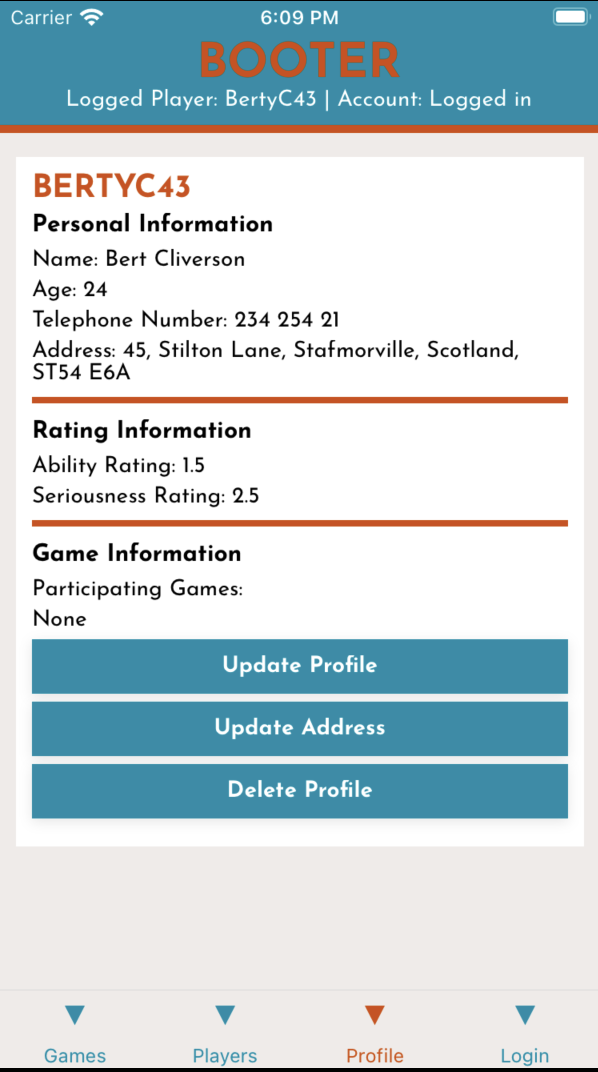 Carrier 6:09 PM
BOOTER
Logged Player: BertyC43 | Account: Logged in
BERTYC43
Personal Information
Name: Bert Cliverson
Age: 24
Telephone Number: 234 254 21
Address: 45, Stilton Lane, Stafmorville, Scotland,
ST54 E6A
Rating Information
Ability Rating: 1.5
Seriousness Rating: 2.5
Game Information
Participating Games:
None
Update Profile
Update Address
Delete Profile
Games Players Profile Login